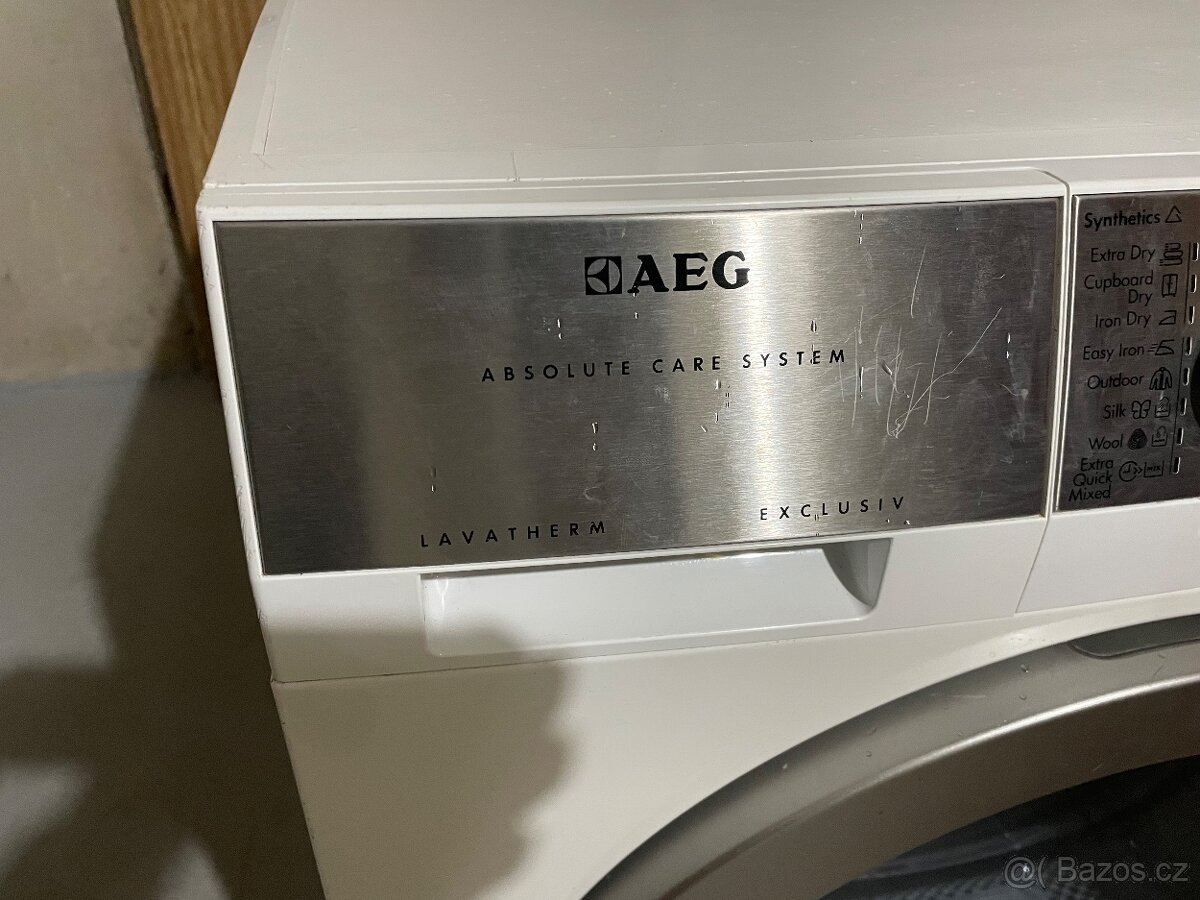 AEG
ABSOLUTE CARE SYSTEM
LAVATHERM EXCLUSIV
Synthetics
Extra Dry
Cupboard
Dry
Iron Dry
Easy Iron
Outdoor
Silk
Wool
Extra
Quick
Mixed
MIX
@( Bazos.cz